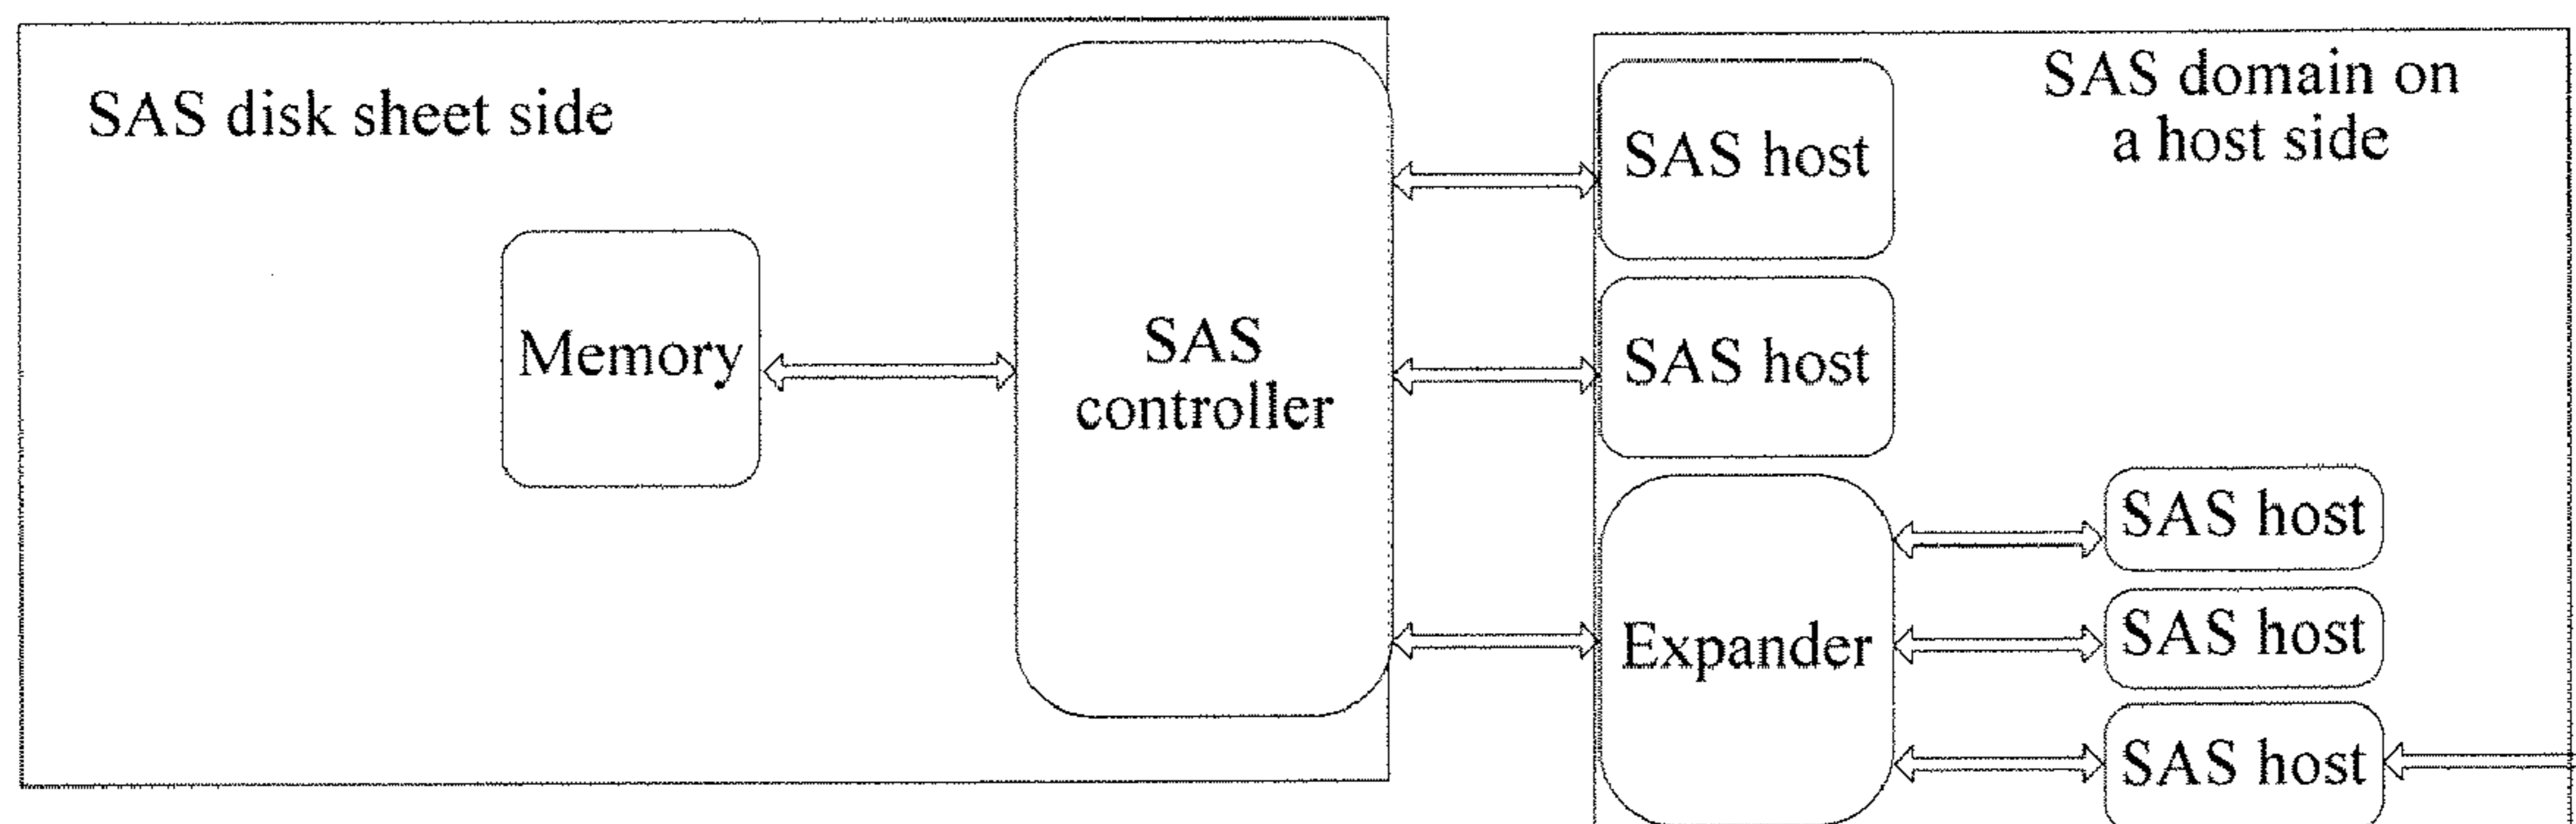 SAS disk sheet side
Memory
SAS
controller
SAS host
SAS host
Expander
SAS domain on
a host side
SAS host
SAS host
SAS host